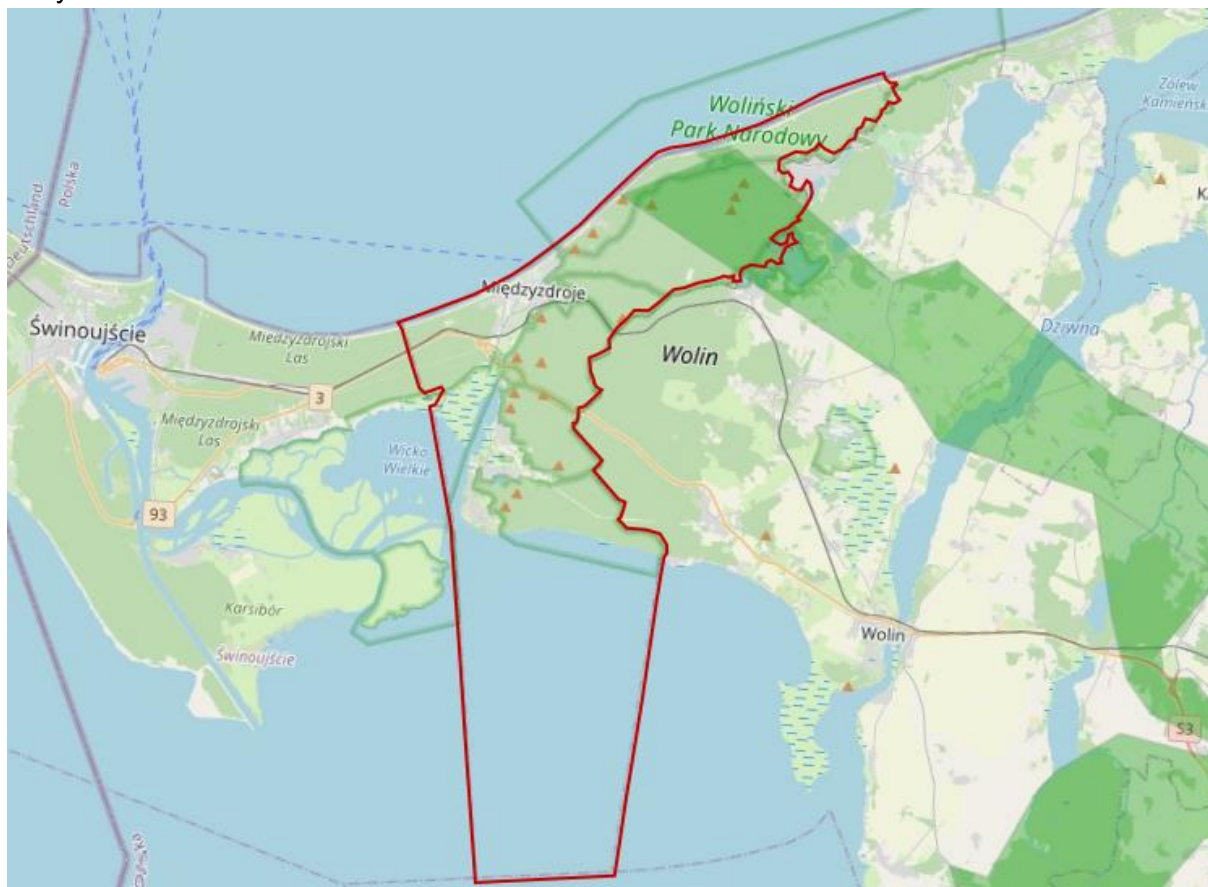 Woliński
Park Narodowy
Zalew
Kamieńsk
Deutschland
Polska
Międzyzdroje
Świnoujście
Międzyzdrojski
Las
Wolin
Dziwna
3
Międzyzdrojski
Las
Wicko
Wielkie
93
Karsibór
Świnoujście
Wolin
S3